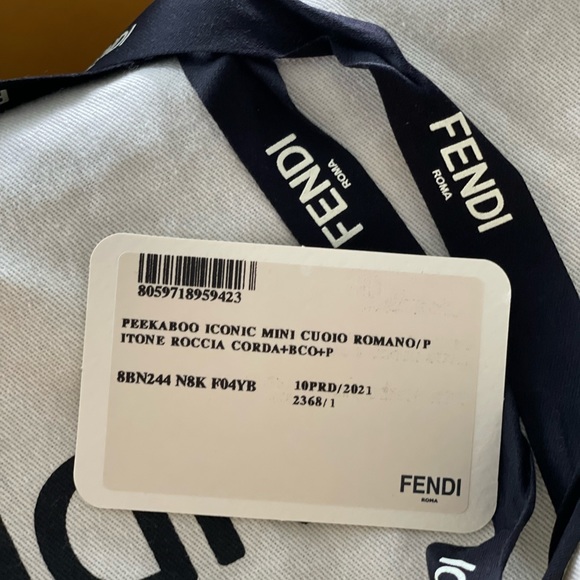 FENDI
ROMA
FENDI
ROMA
8059718959423
PEEKABOO ICONIC MINI CUOIO ROMANO/P
ITONE ROCCIA CORDA+BCO+P
8BN244 N8K F04YB 10PRD/2021
2368/1
FENDI
ROMA